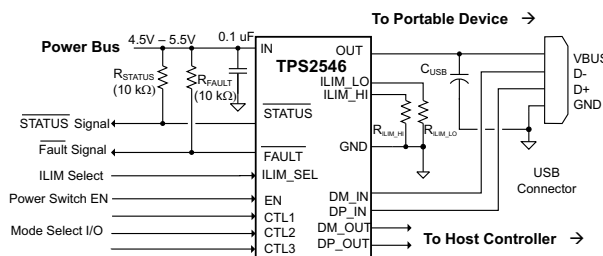 To Portable Device →
Power Bus
4.5V – 5.5V
0.1 uF
IN
OUT
TPS2546
VBUS
D-
D+
GND
RSTATUS
(10 kΩ)
RFAULT
(10 kΩ)
CUSB
ILIM_LO
ILIM_HI
STATUS
STATUS Signal
RILIM_HI
RILIM_LO
Fault Signal
FAULT
GND
USB
Connector
ILIM Select
ILIM_SEL
Power Switch EN
EN
DM_IN
CTL1
DP_IN
Mode Select I/O
CTL2
DM_OUT
CTL3
DP_OUT
To Host Controller →